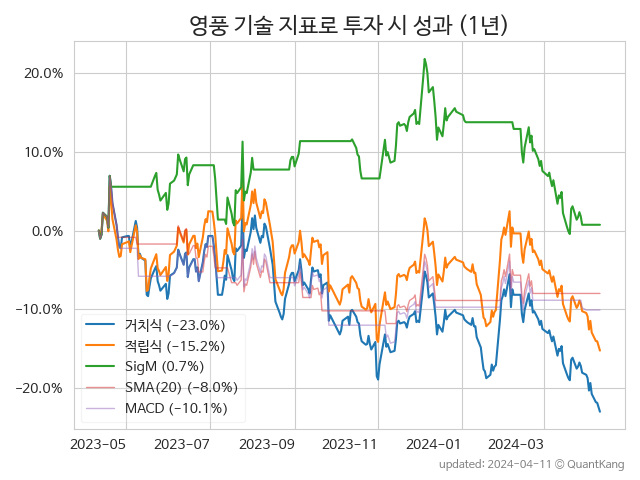 영풍 기술 지표로 투자 시 성과 (1년)
20.0%
10.0%
0.0%
−10.0%
−20.0%
거치식 (−23.0%)
적립식 (−15.2%)
SigM (0.7%)
SMA(20) (−8.0%)
MACD (−10.1%)
2023-05 2023-07 2023-09 2023-11 2024-01 2024-03
updated: 2024-04-11 © QuantKang